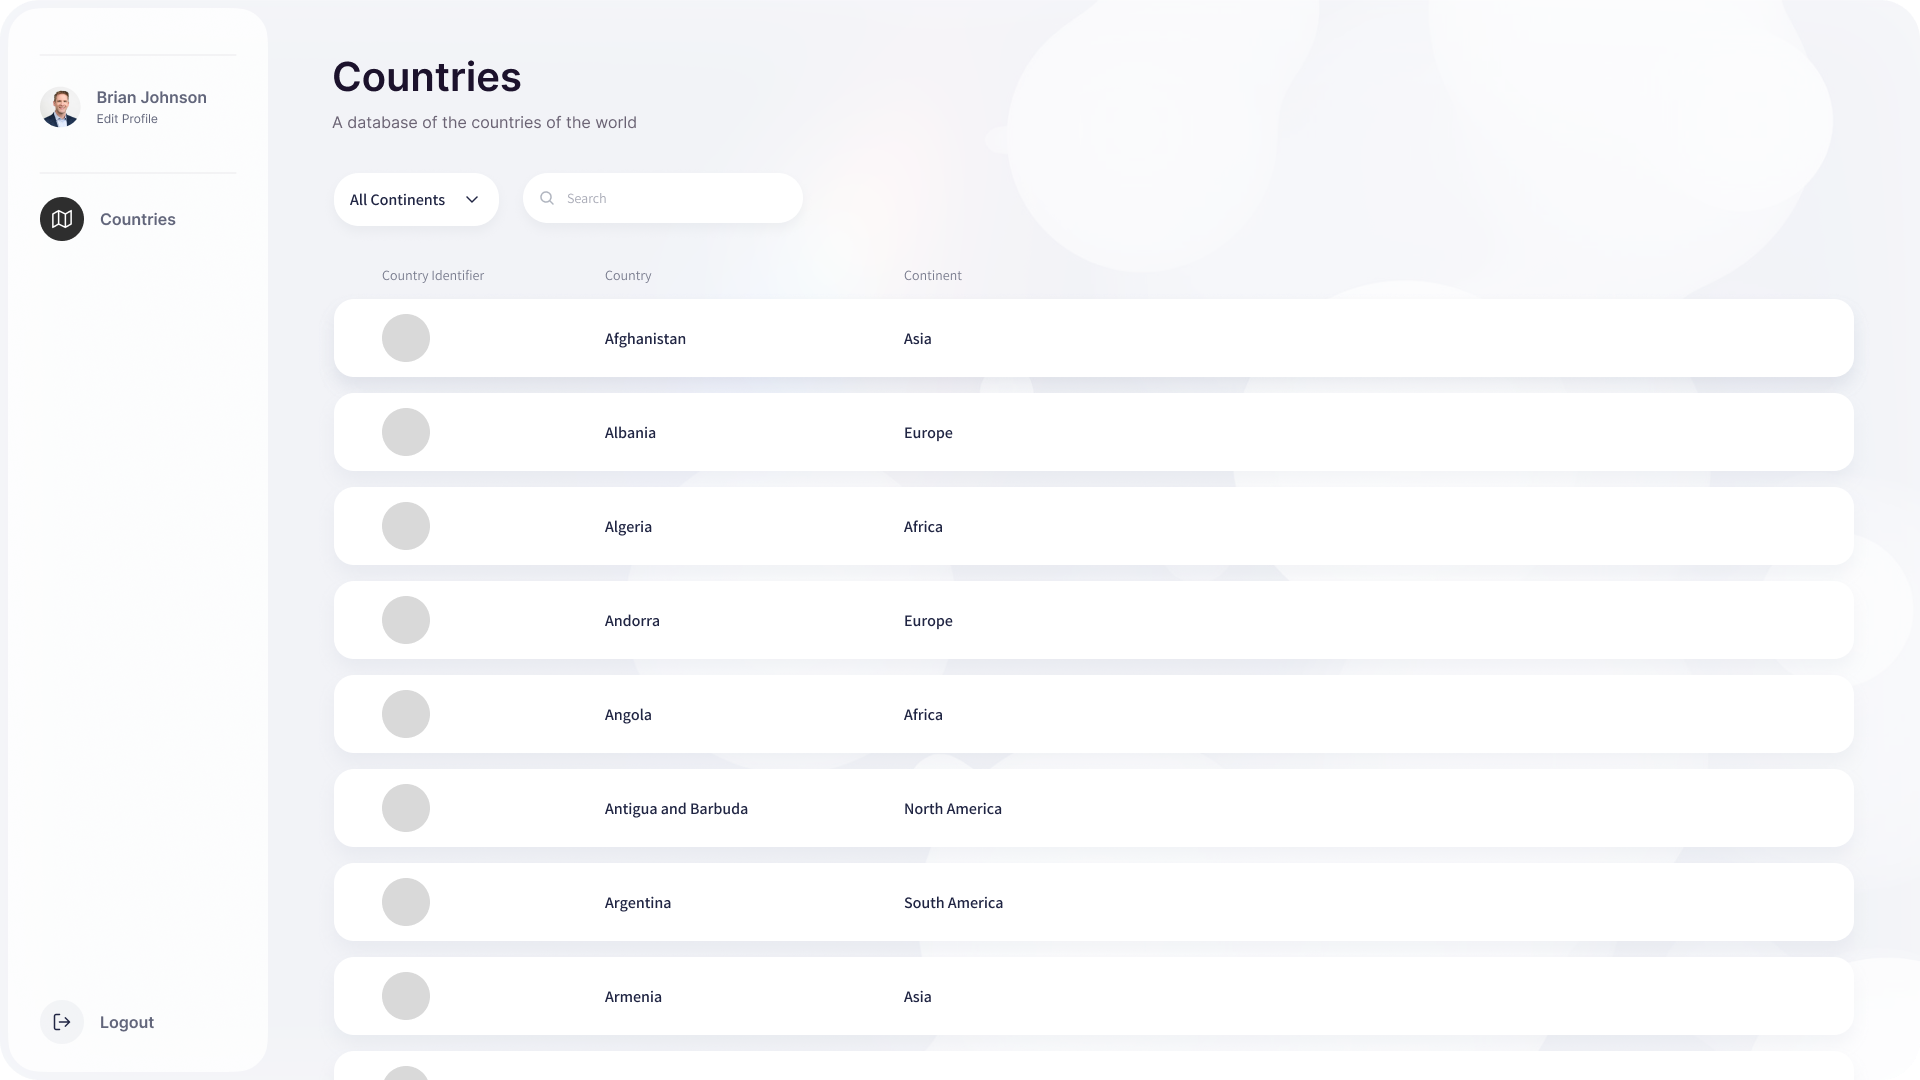 Brian Johnson
Edit Profile
Countries
Logout
Countries
A database of the countries of the world
All Continents
Search
Country Identifier Country Continent
Afghanistan Asia
Albania Europe
Algeria Africa
Andorra Europe
Angola Africa
Antigua and Barbuda North America
Argentina South America
Armenia Asia